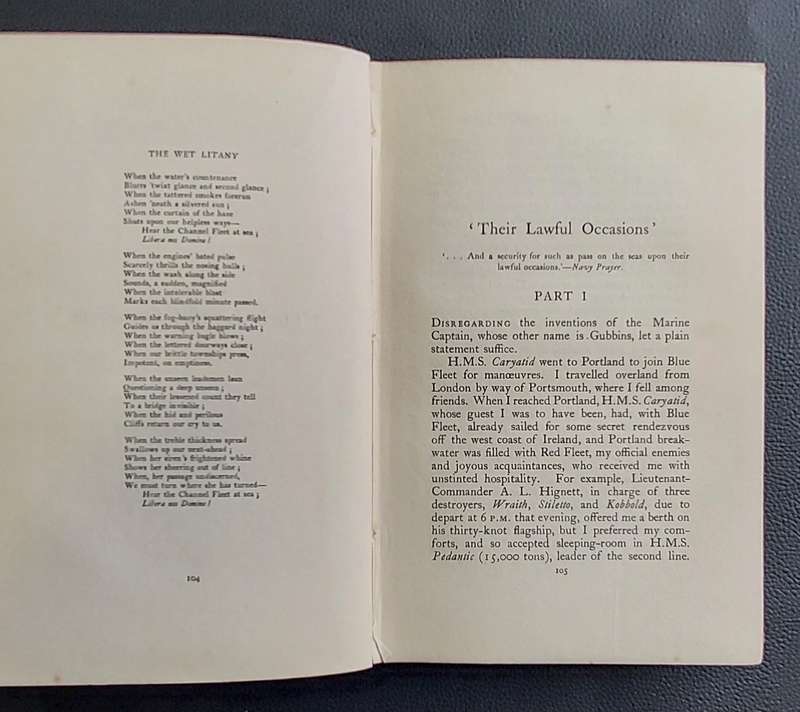 THE WET LITANY
When the water's countenance
Blurrs 'twixt glance and second glance;
When the tattered smokes forerun
Ashen 'neath a silvered sun;
When the curtain of the haze
Shuts upon our helpless ways—
Hear the Channel Fleet at sea;
Libera nos Domine!
When the engines' bated pulse
Scarcely thrills the nosing hulls;
When the wash along the side
Sounds, a sudden, magnified
When the intolerable blast
Marks each blindfold minute passed.
When the fog-buoy's squattering flight
Guides us through the haggard night;
When the warning bugle blows;
When the lettered doorways close;
When our brittle townships press,
Impotent, on emptiness.
When the unseen leadsmen lean
Questioning a deep unseen;
When their lessened count they tell
To a bridge invisible;
When the hid and perilous
Cliffs return our cry to us.
When the treble thickness spread
Swallows up our next-ahead;
When her siren's frightened whine
Shows her sheering out of line;
When, her passage undiscerned,
We must turn where she has turned—
Hear the Channel Fleet at sea;
Libera nos Domine!
104
'Their Lawful Occasions'
'. . . And a security for such as pass on the seas upon their
lawful occasions.'—Navy Prayer.
PART I
DISREGARDING the inventions of the Marine
Captain, whose other name is Gubbins, let a plain
statement suffice.
H.M.S. Caryatid went to Portland to join Blue
Fleet for manœuvres. I travelled overland from
London by way of Portsmouth, where I fell among
friends. When I reached Portland, H.M.S. Caryatid,
whose guest I was to have been, had, with Blue
Fleet, already sailed for some secret rendezvous
off the west coast of Ireland, and Portland break-
water was filled with Red Fleet, my official enemies
and joyous acquaintances, who received me with
unstinted hospitality. For example, Lieutenant-
Commander A. L. Hignett, in charge of three
destroyers, Wraith, Stiletto, and Kobbold, due to
depart at 6 P.M. that evening, offered me a berth on
his thirty-knot flagship, but I preferred my com-
forts, and so accepted sleeping-room in H.M.S.
Pedantic (15,000 tons), leader of the second line.
105